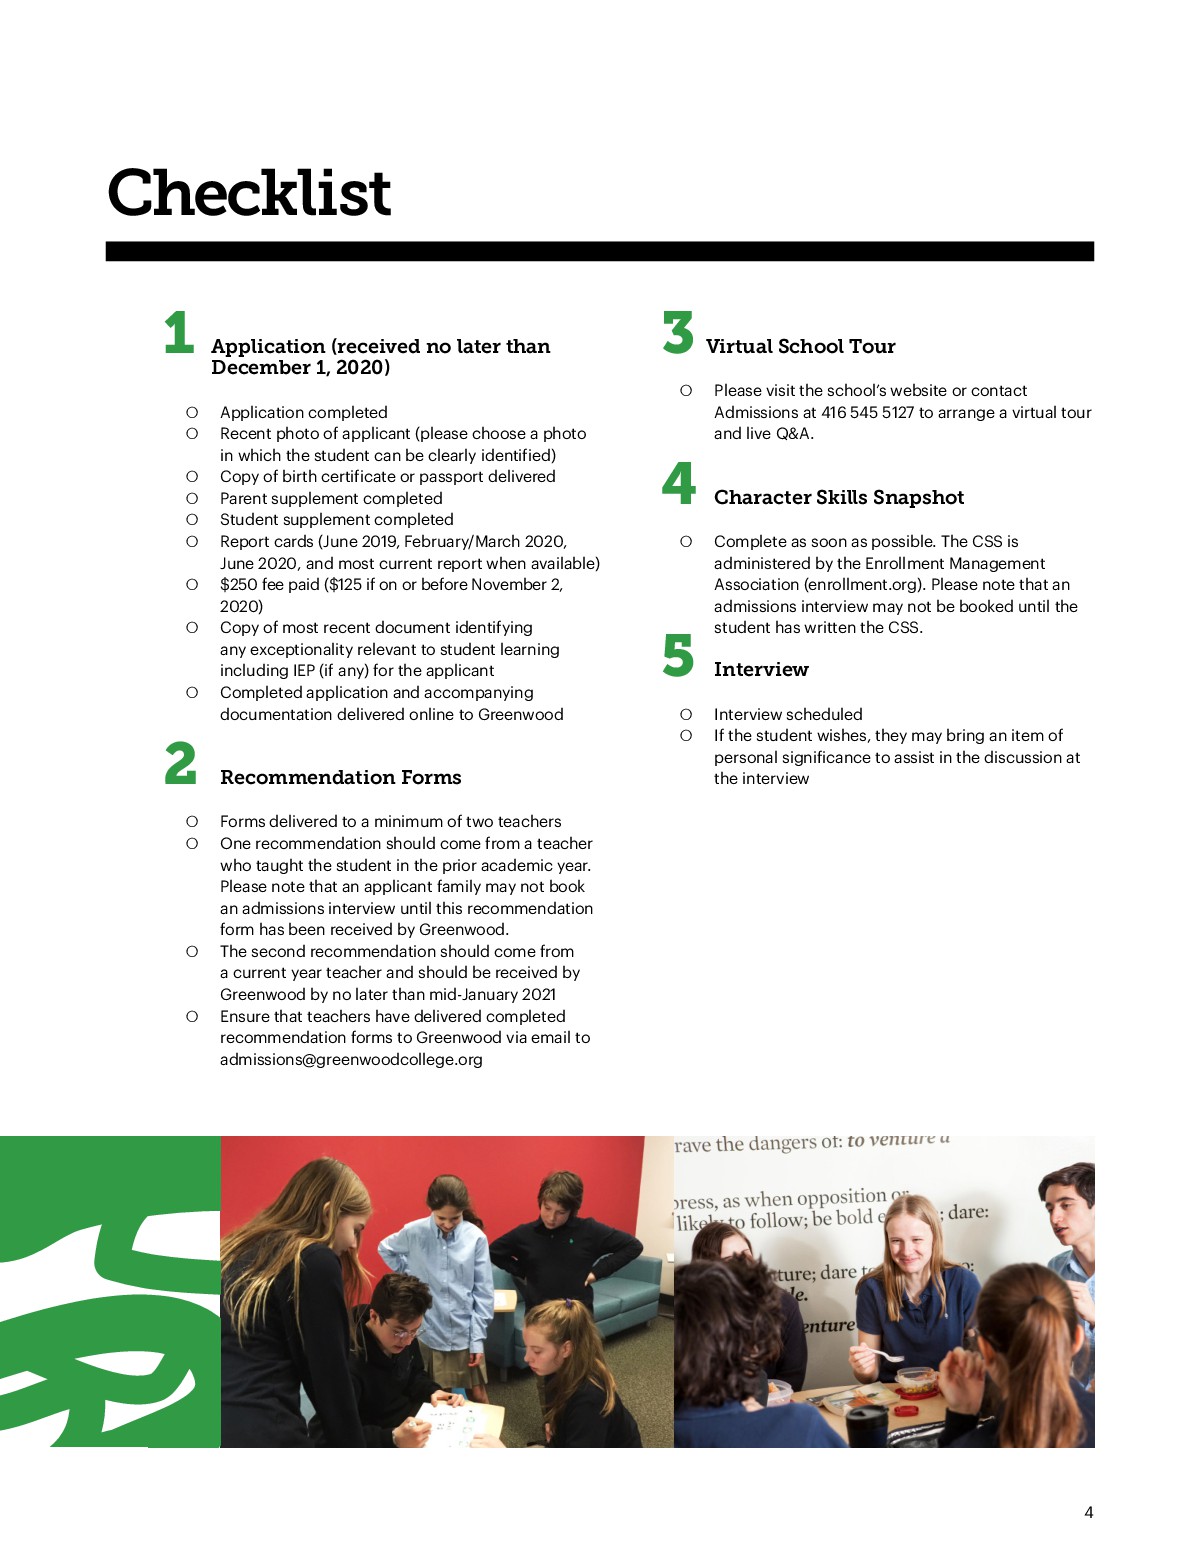 Checklist
1
Application (received no later than
December 1, 2020)
O Application completed
O Recent photo of applicant (please choose a photo
in which the student can be clearly identified)
O Copy of birth certificate or passport delivered
O Parent supplement completed
O Student supplement completed
O Report cards (June 2019, February/March 2020,
June 2020, and most current report when available)
O $250 fee paid ($125 if on or before November 2,
2020)
O Copy of most recent document identifying
any exceptionality relevant to student learning
including IEP (if any) for the applicant
O Completed application and accompanying
documentation delivered online to Greenwood
2
Recommendation Forms
O Forms delivered to a minimum of two teachers
O One recommendation should come from a teacher
who taught the student in the prior academic year.
Please note that an applicant family may not book
an admissions interview until this recommendation
form has been received by Greenwood.
O The second recommendation should come from
a current year teacher and should be received by
Greenwood by no later than mid-January 2021
O Ensure that teachers have delivered completed
recommendation forms to Greenwood via email to
admissions@greenwoodcollege.org
3
Virtual School Tour
O Please visit the school's website or contact
Admissions at 416 545 5127 to arrange a virtual tour
and live Q&A.
4
Character Skills Snapshot
O Complete as soon as possible. The CSS is
administered by the Enrollment Management
Association (enrollment.org). Please note that an
admissions interview may not be booked until the
student has written the CSS.
5
Interview
O Interview scheduled
O If the student wishes, they may bring an item of
personal significance to assist in the discussion at
the interview
rave the dangers of: to venture a
press, as when opposition or
likely to follow; be bold ; dare:
ture; dare to
le.
enture
4